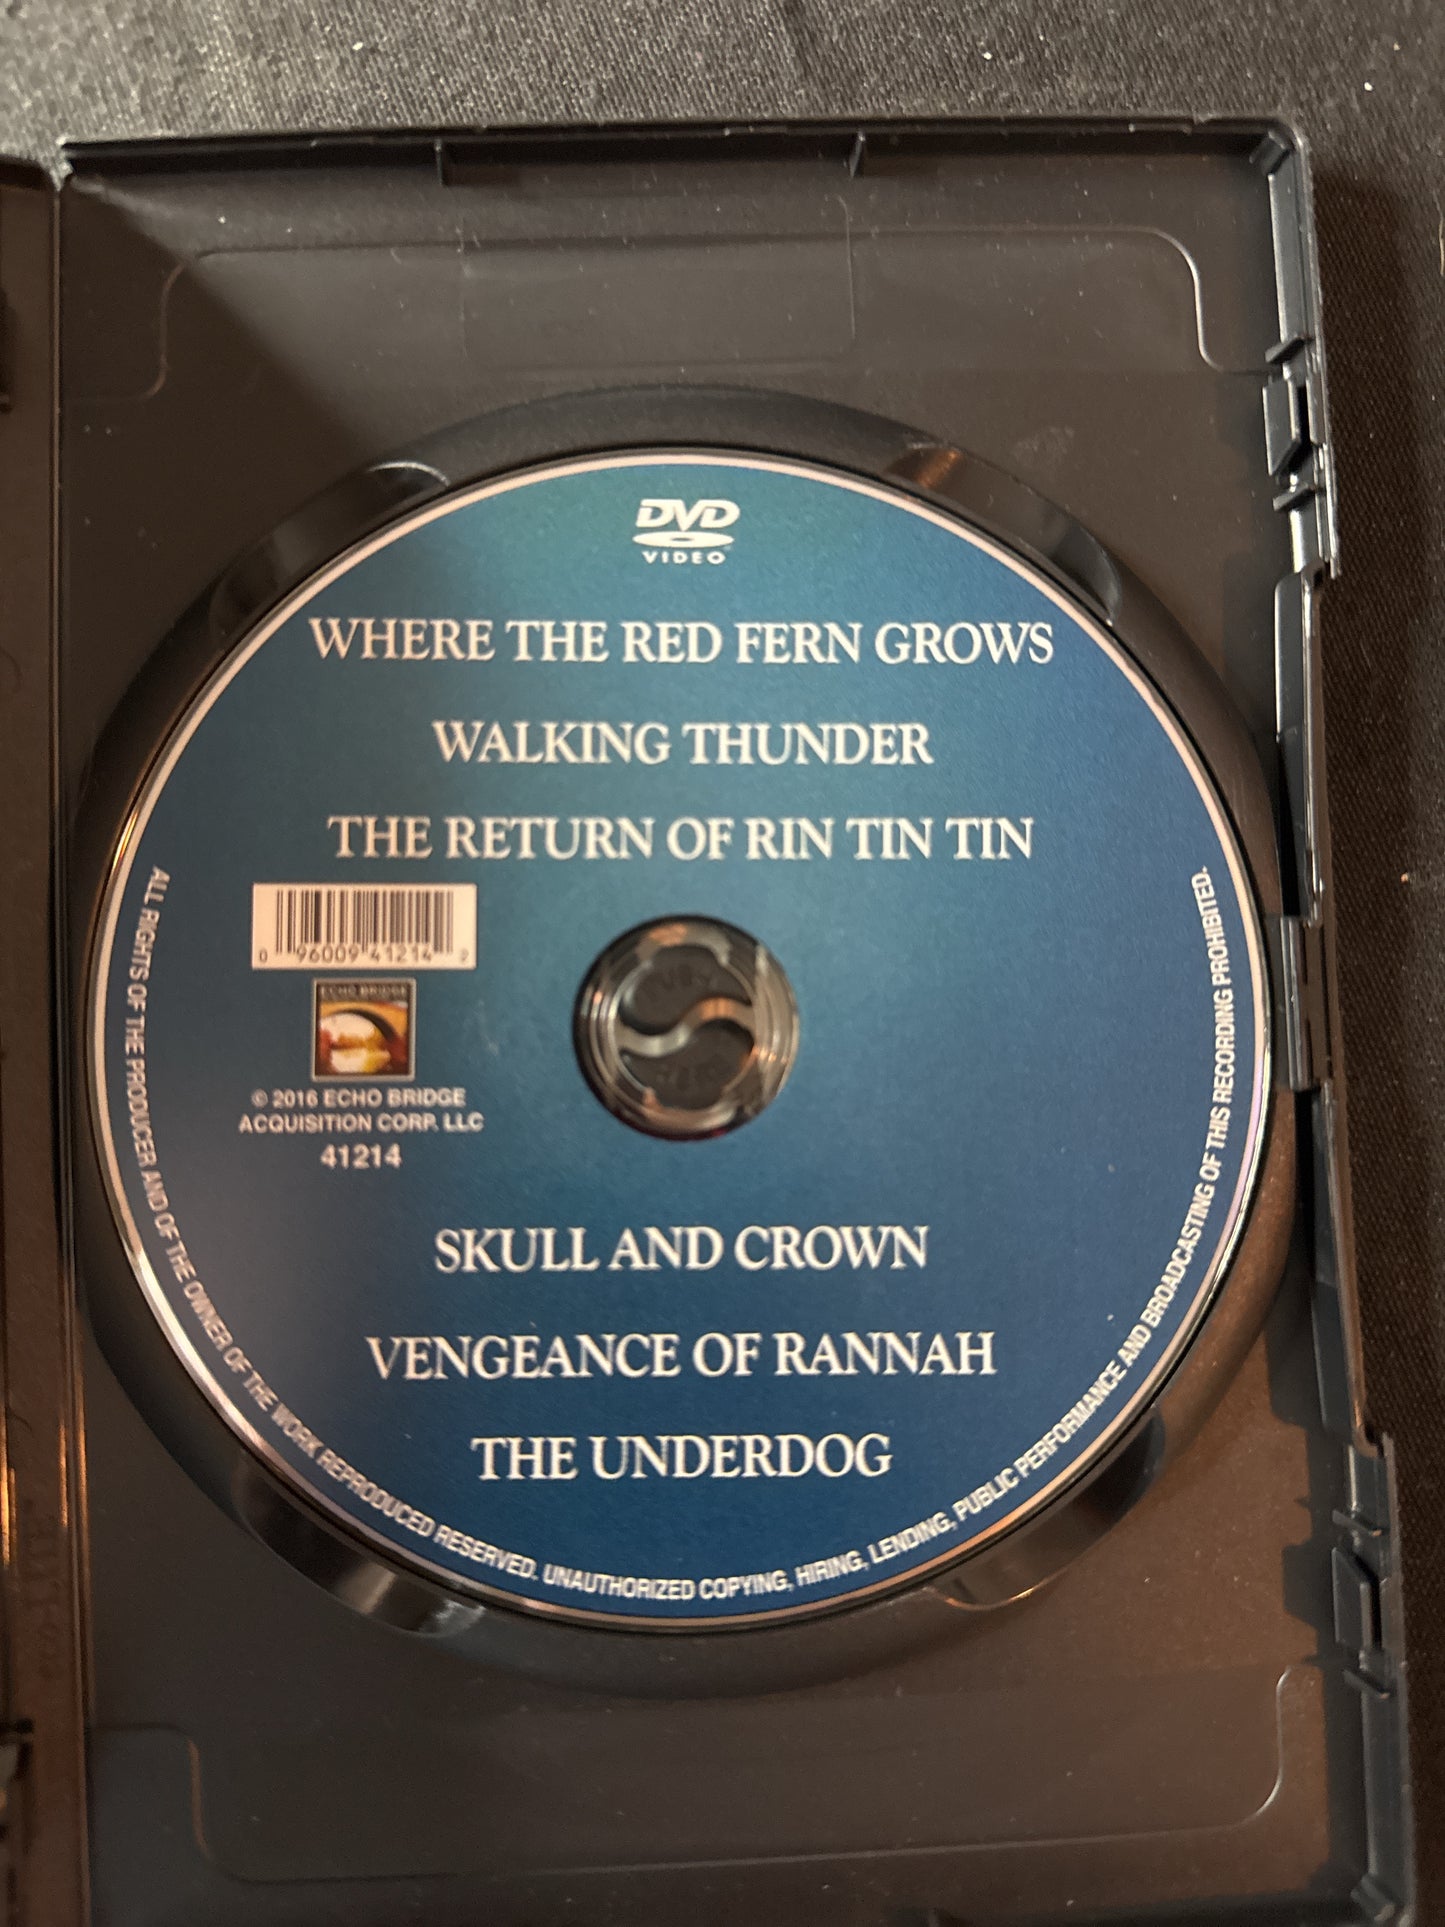 DVD
VIDEO
WHERE THE RED FERN GROWS
WALKING THUNDER
THE RETURN OF RIN TIN TIN
0 96009 41214 2
ECHO BRIDGE
© 2016 ECHO BRIDGE
ACQUISITION CORP. LLC
41214
SKULL AND CROWN
VENGEANCE OF RANNAH
THE UNDERDOG
ALL RIGHTS OF THE PRODUCER AND OF THE OWNER OF THE WORK REPRODUCED RESERVED. UNAUTHORIZED COPYING, HIRING, LENDING, PUBLIC PERFORMANCE AND BROADCASTING OF THIS RECORDING PROHIBITED.